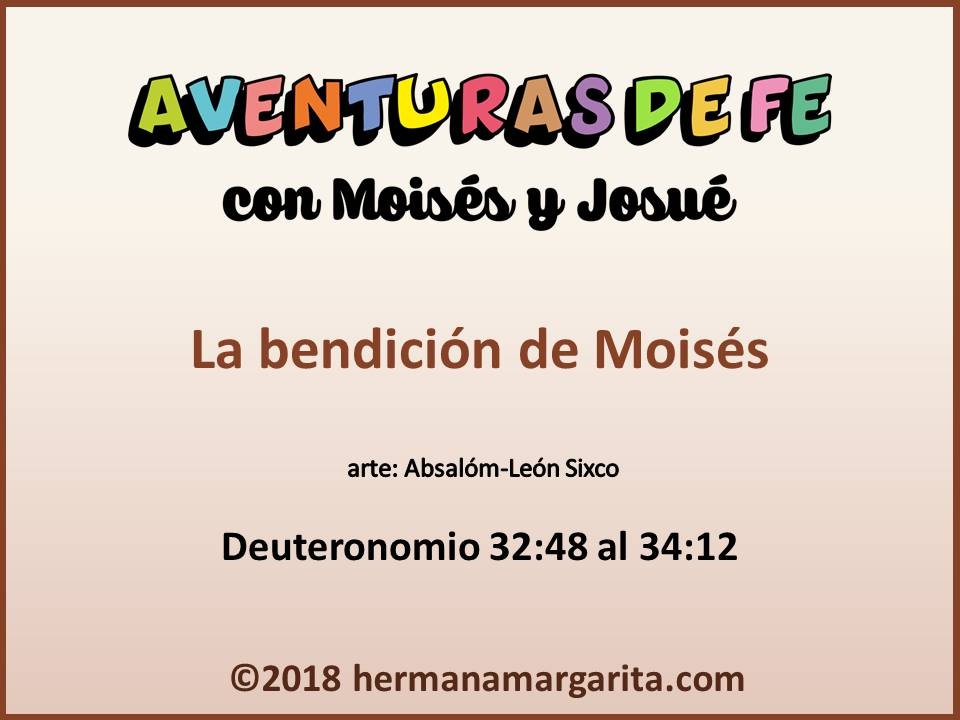 AVENTURAS DE FE
con Moisés y Josué
La bendición de Moisés
arte: Absalóm-León Sixco
Deuteronomio 32:48 al 34:12
©2018 hermanamargarita.com